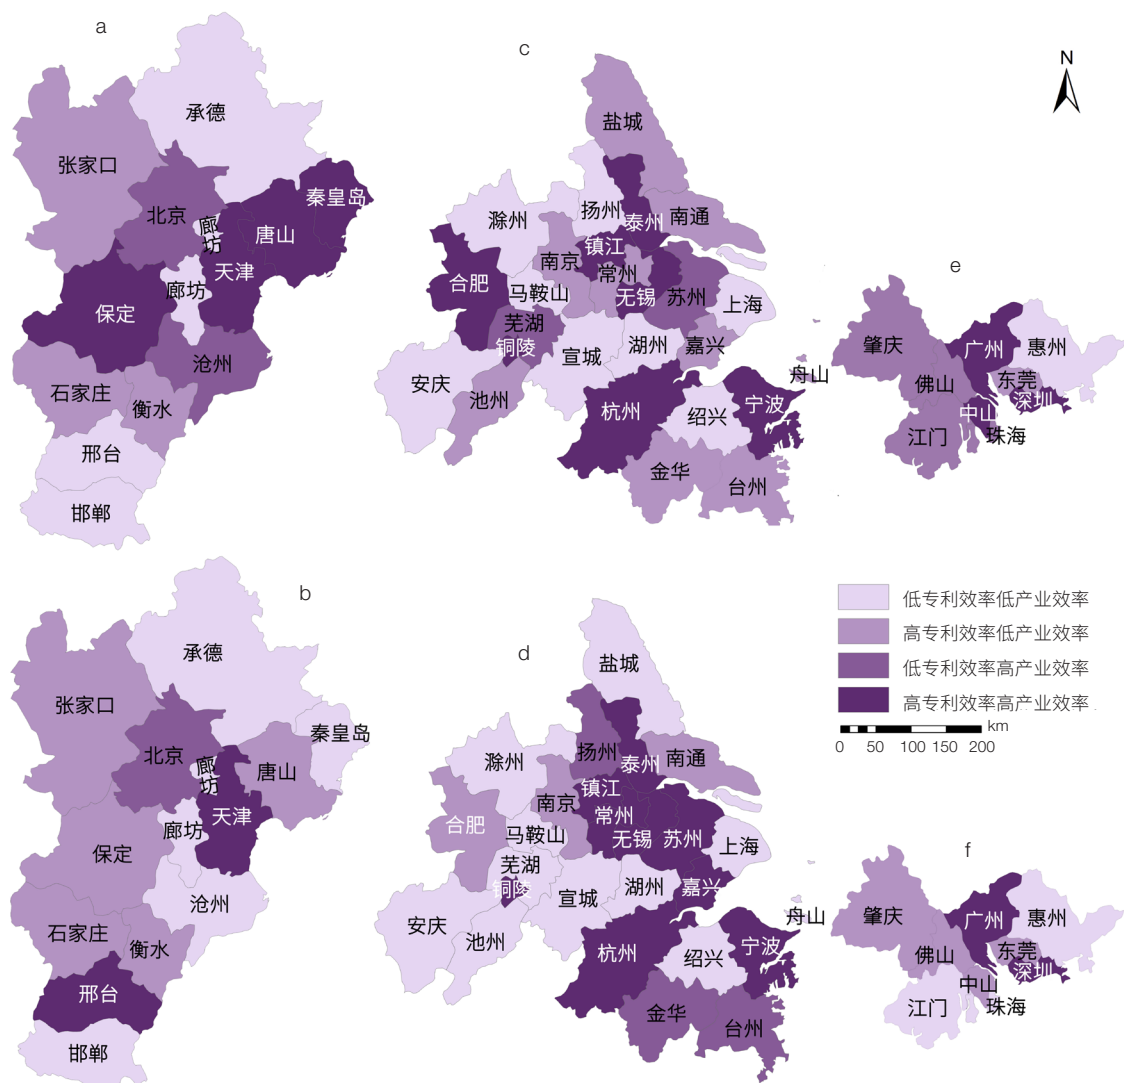 a
承德
张家口
北京
廊
坊
秦皇岛
唐山
天津
廊坊
保定
沧州
石家庄
衡水
邢台
邯郸
c
盐城
扬州
滁州
泰州
南通
镇江
南京
常州
合肥
马鞍山
无锡
苏州
上海
芜湖
铜陵
宣城
湖州
嘉兴
舟山
安庆
池州
杭州
绍兴
宁波
金华
台州
N
e
肇庆
广州
惠州
佛山
东莞
中山
深圳
江门
珠海
b
承德
张家口
北京
廊
坊
秦皇岛
唐山
天津
廊坊
保定
沧州
石家庄
衡水
邢台
邯郸
d
盐城
扬州
滁州
泰州
南通
镇江
南京
常州
合肥
马鞍山
无锡
苏州
上海
芜湖
铜陵
宣城
湖州
嘉兴
舟山
安庆
池州
杭州
绍兴
宁波
金华
台州
低专利效率低产业效率
高专利效率低产业效率
低专利效率高产业效率
高专利效率高产业效率
km
0 50 100 150 200
f
肇庆
广州
惠州
佛山
东莞
中山
深圳
江门
珠海